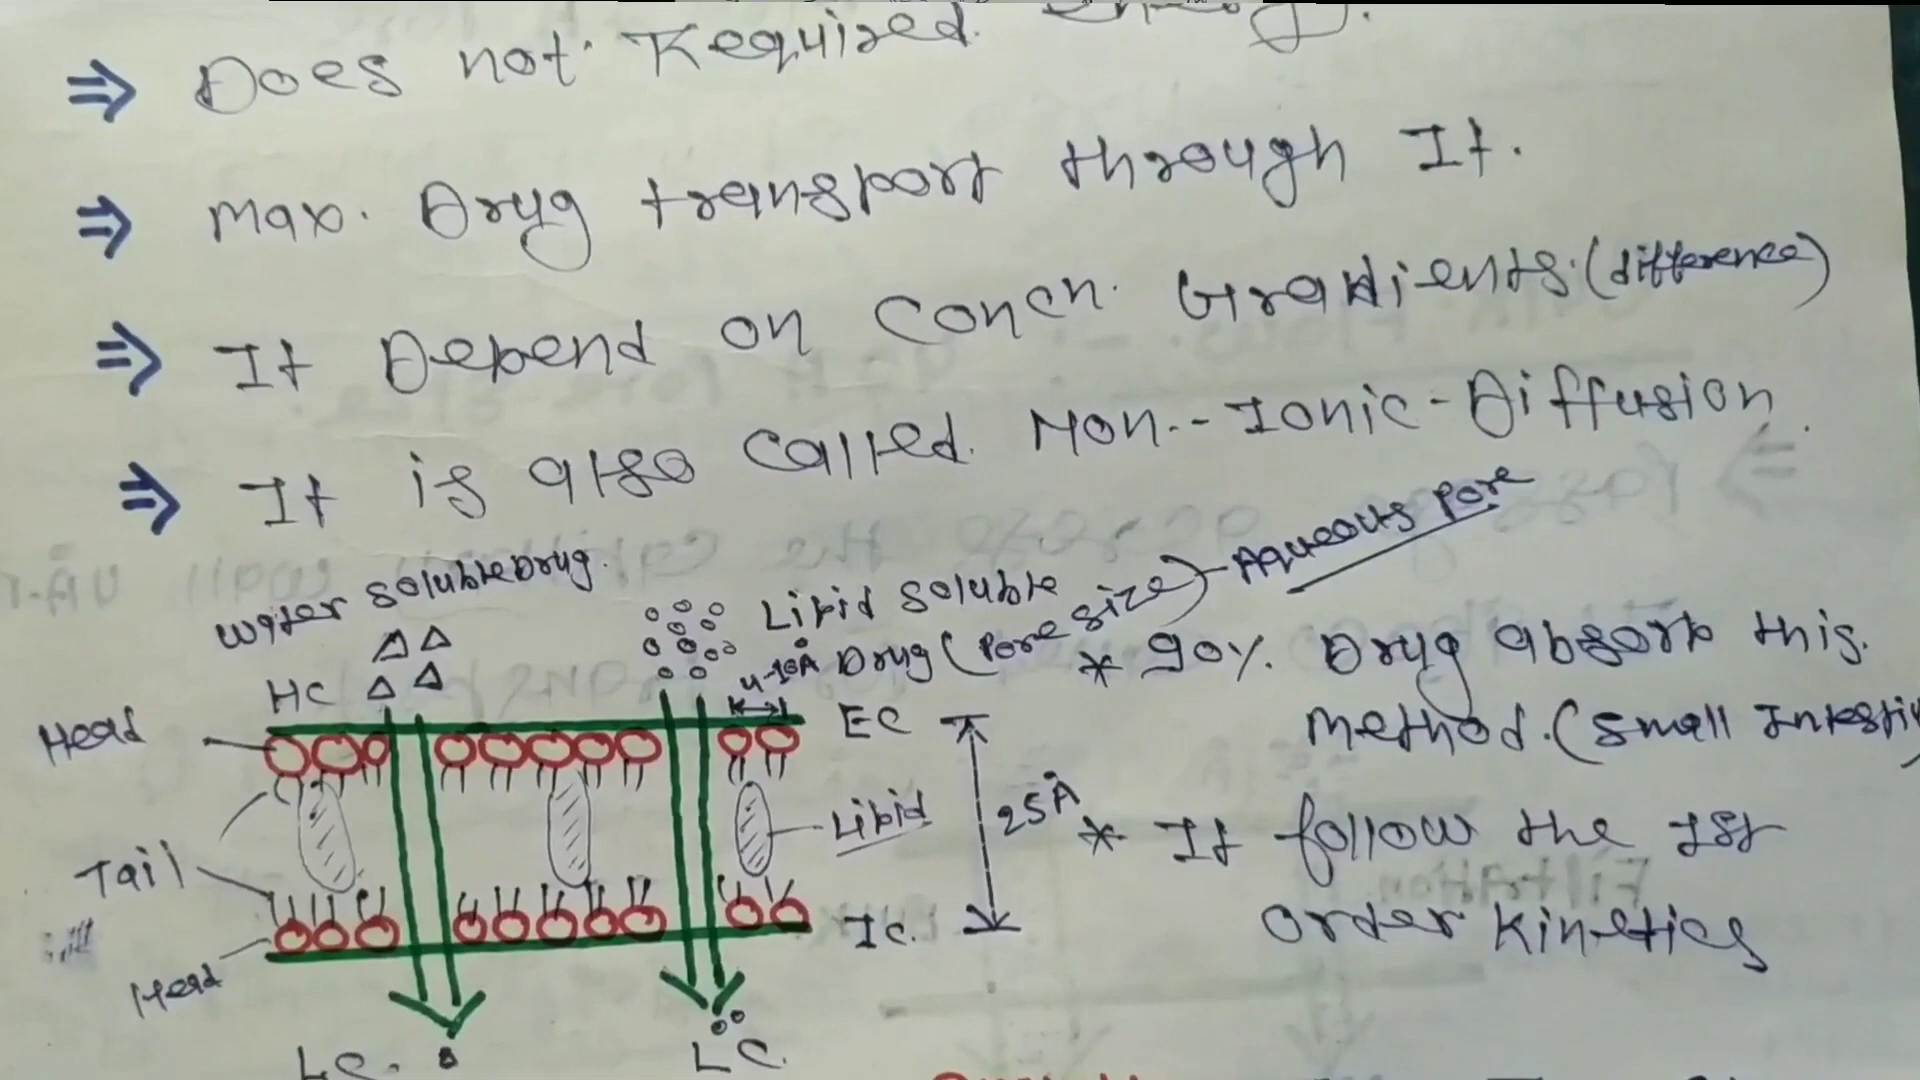 ⇒ Does not Required Energy.
⇒ Max. Drug transport through It.
⇒ It Depend on Concn. Gradients. (difference)
⇒ It is also Called. Non-Ionic-Diffusion.
Water soluble Drug.
Lipid soluble
Drug (Pore size) - Aqueous Pore
4-10Å
HC
Head
EC
Tail
Lipid
25Å
Head
IC.
LC.
LC.
* 90%. Drug absorb this.
Method. (Small Intesti
* It follow the 1st
order Kinetics